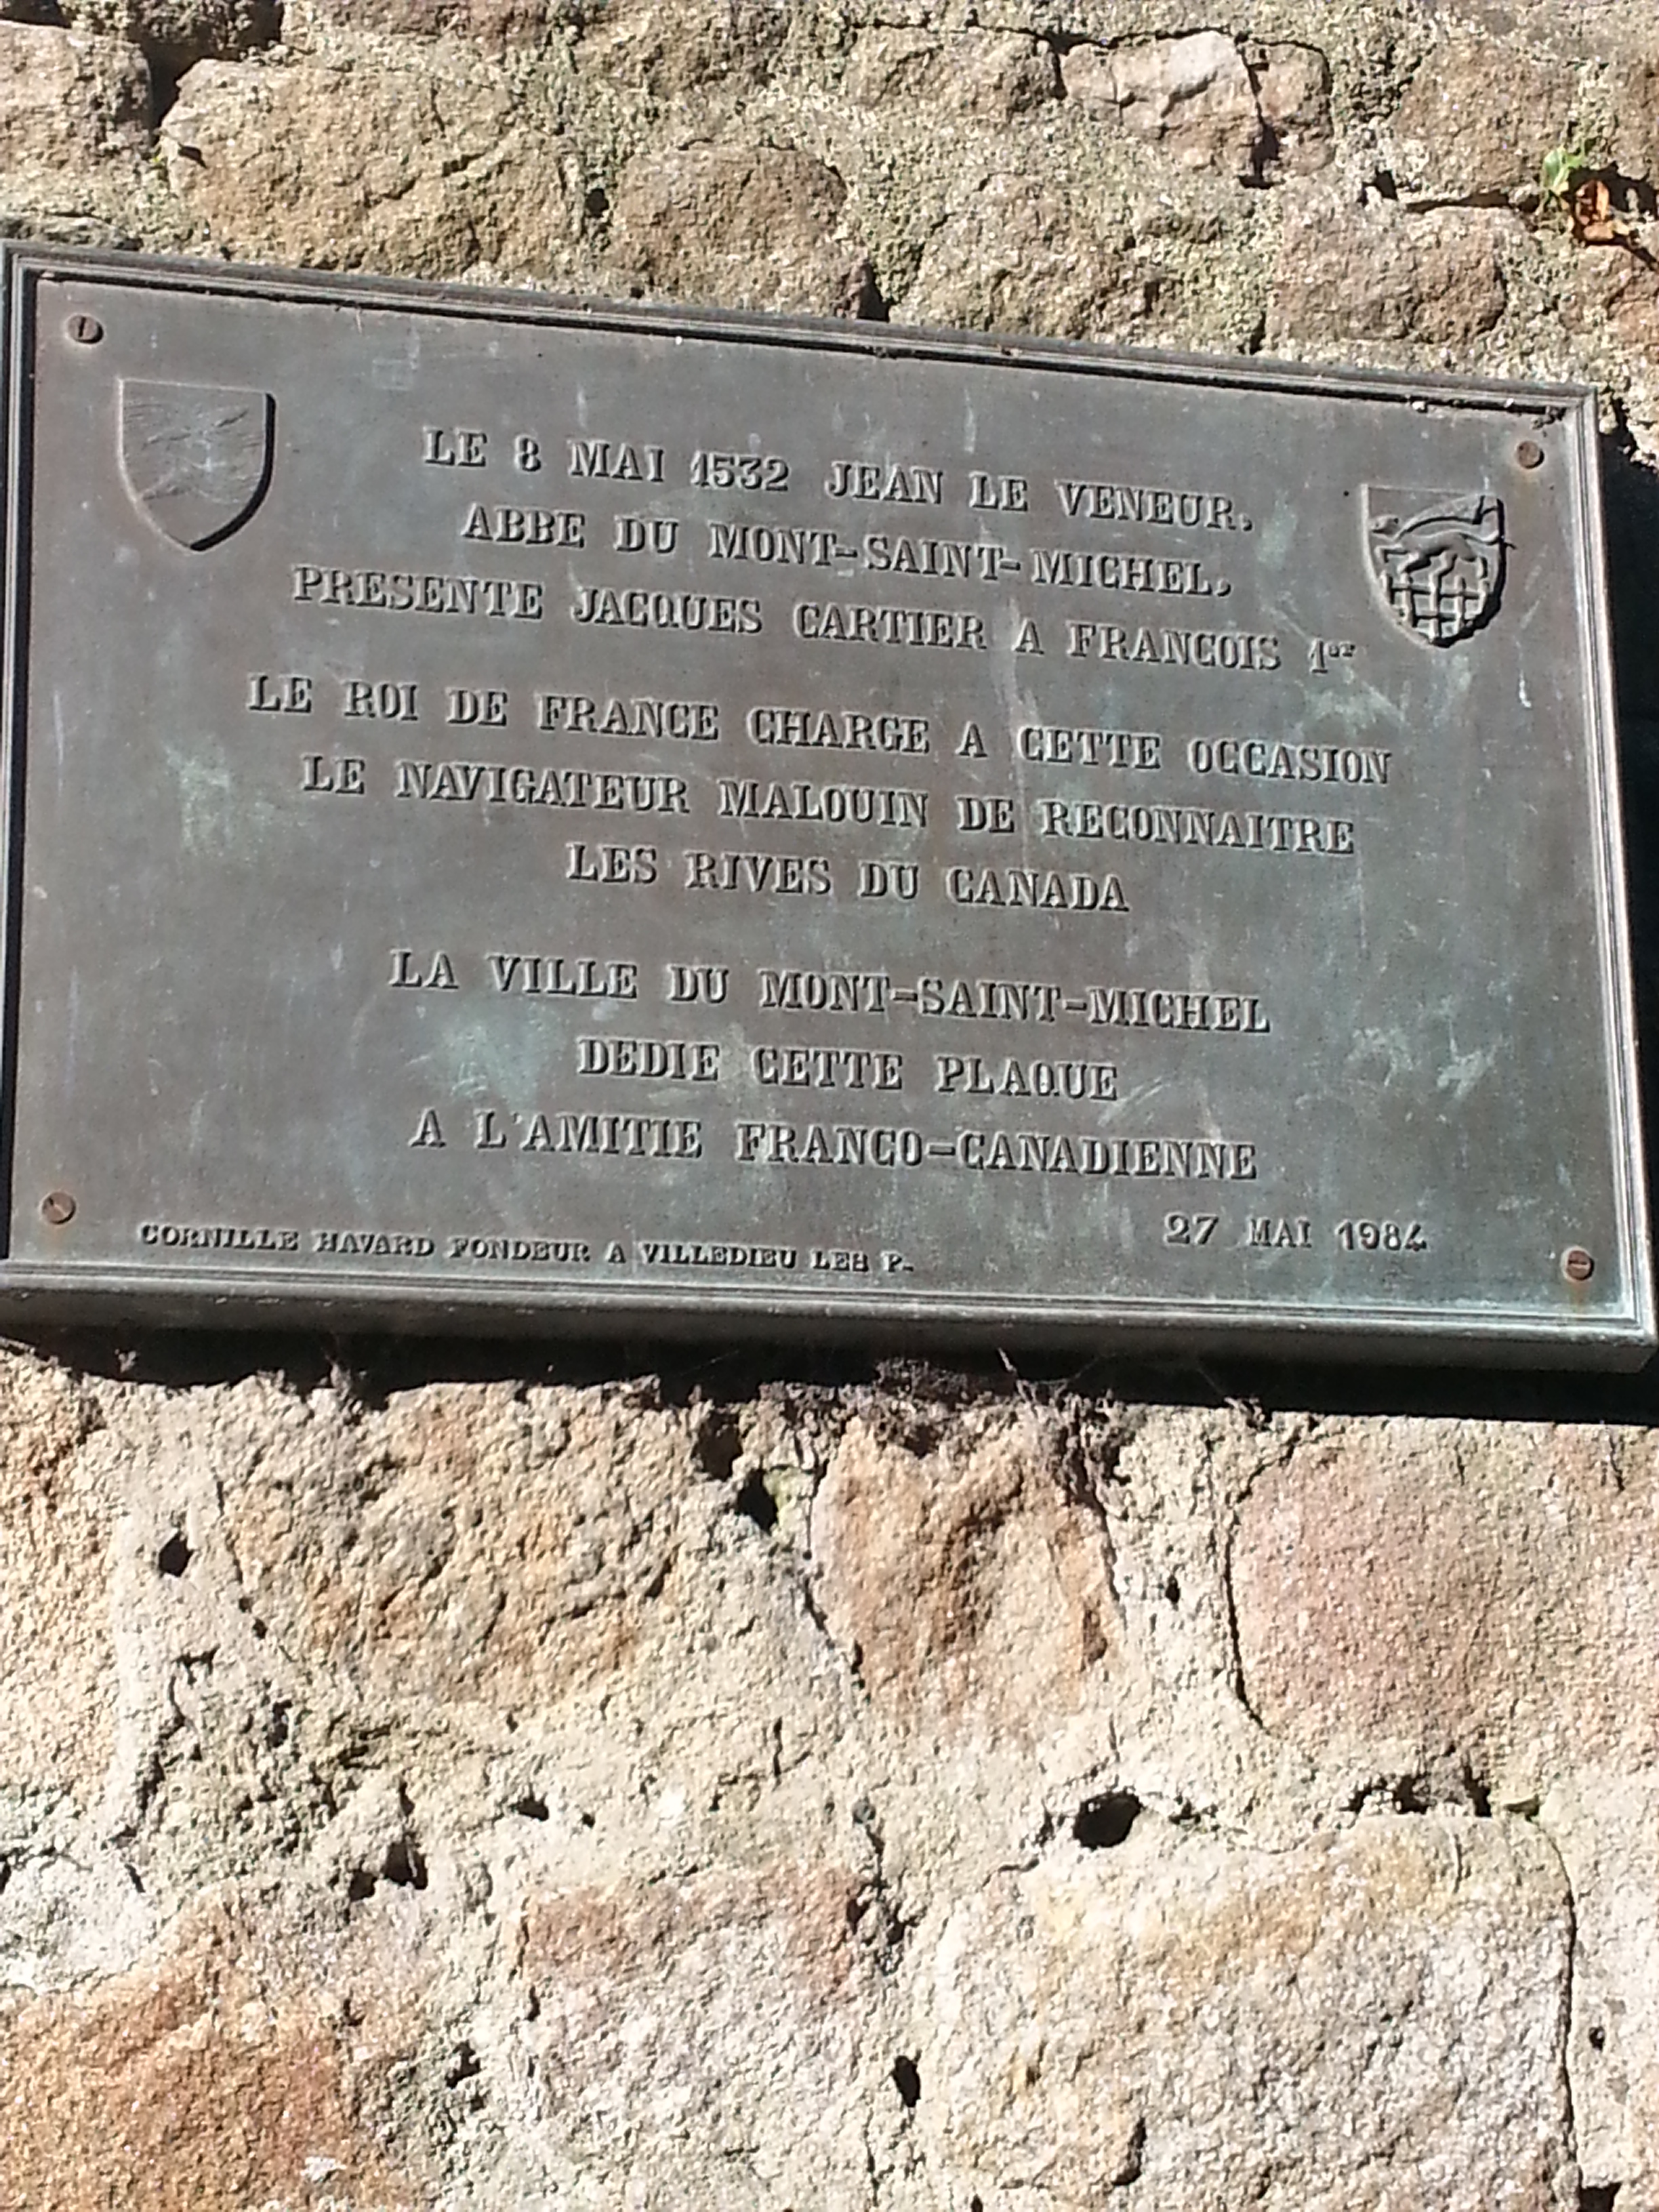 LE 8 MAI 1532 JEAN LE VENEUR,
ABBE DU MONT-SAINT-MICHEL,
PRESENTE JACQUES CARTIER A FRANCOIS 1er
LE ROI DE FRANCE CHARGE A CETTE OCCASION
LE NAVIGATEUR MALOUIN DE RECONNAITRE
LES RIVES DU CANADA
LA VILLE DU MONT-SAINT-MICHEL
DEDIE CETTE PLAQUE
A L'AMITIE FRANCO-CANADIENNE
27 MAI 1984
CORNILLE HAVARD FONDEUR A VILLEDIEU LES P.